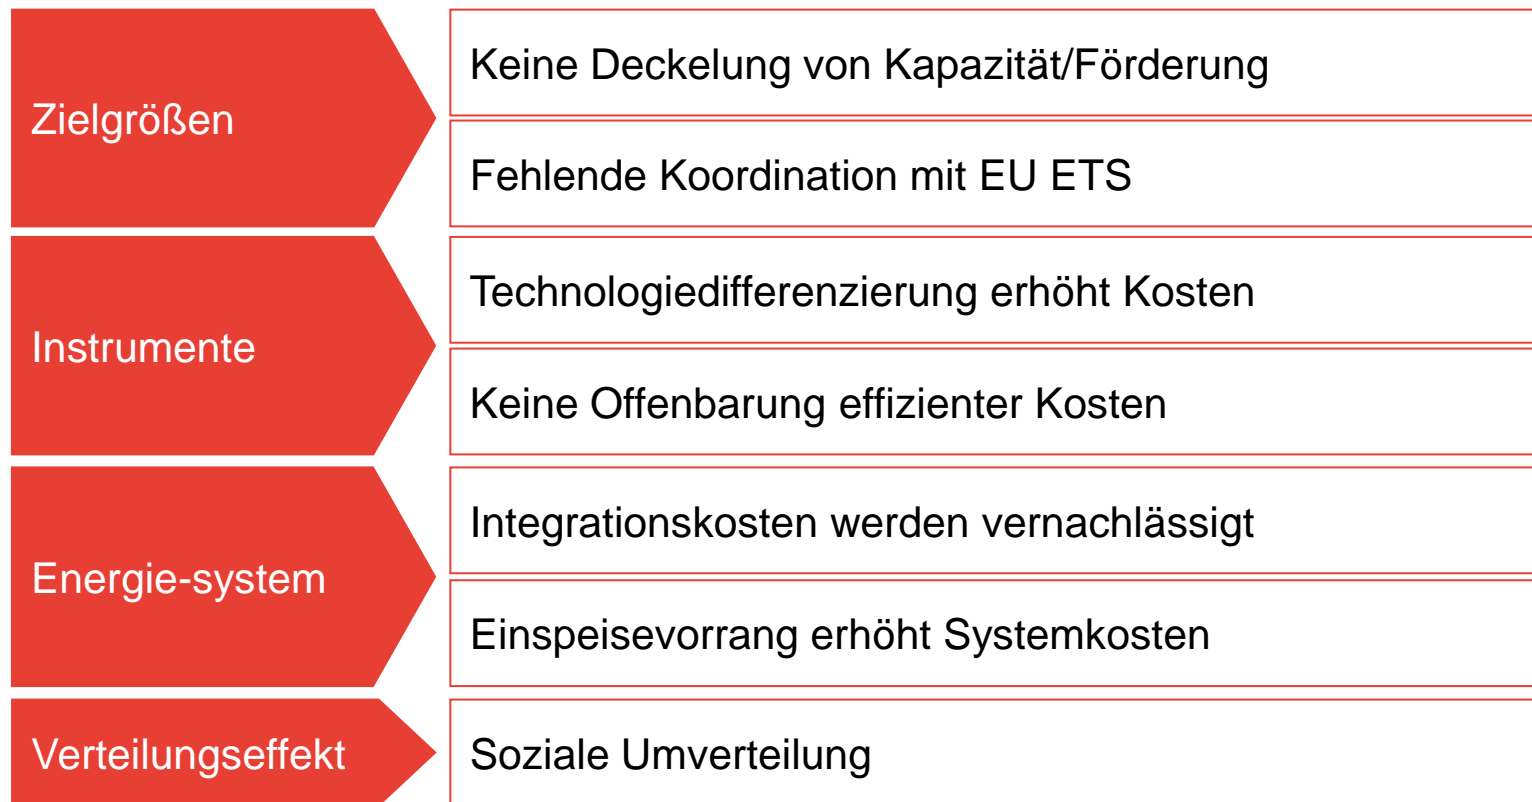 Zielgrößen
Keine Deckelung von Kapazität/Förderung
Fehlende Koordination mit EU ETS
Instrumente
Technologiedifferenzierung erhöht Kosten
Keine Offenbarung effizienter Kosten
Energie-system
Integrationskosten werden vernachlässigt
Einspeisevorrang erhöht Systemkosten
Verteilungseffekt
Soziale Umverteilung